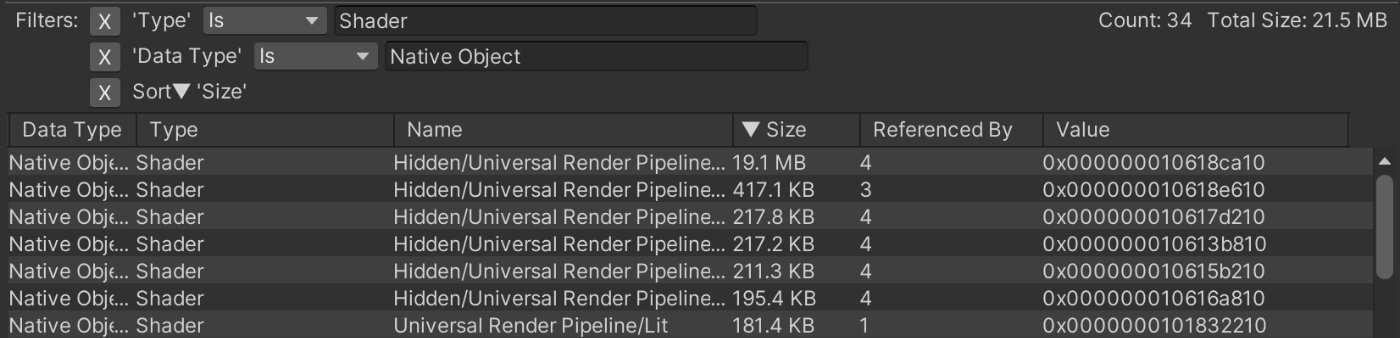 Filters: X 'Type' Is Shader Count: 34 Total Size: 21.5 MB
X 'Data Type' Is Native Object
X Sort▼ 'Size'
Data Type Type Name ▼ Size Referenced By Value
Native Obje... Shader Hidden/Universal Render Pipeline... 19.1 MB 4 0x000000010618ca10
Native Obje... Shader Hidden/Universal Render Pipeline... 417.1 KB 3 0x000000010618e610
Native Obje... Shader Hidden/Universal Render Pipeline... 217.8 KB 4 0x000000010617d210
Native Obje... Shader Hidden/Universal Render Pipeline... 217.2 KB 4 0x000000010613b810
Native Obje... Shader Hidden/Universal Render Pipeline... 211.3 KB 4 0x000000010615b210
Native Obje... Shader Hidden/Universal Render Pipeline... 195.4 KB 4 0x000000010616a810
Native Obje... Shader Universal Render Pipeline/Lit 181.4 KB 1 0x0000000101832210